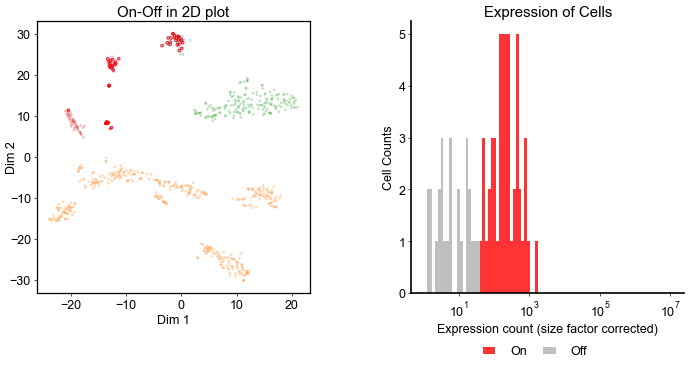 On-Off in 2D plot
30
20
10
0
−10
−20
−30
Dim 2
−20 −10 0 10 20
Dim 1
Expression of Cells
5
4
3
2
1
0
Cell Counts
10^1 10^3 10^5 10^7
Expression count (size factor corrected)
On Off